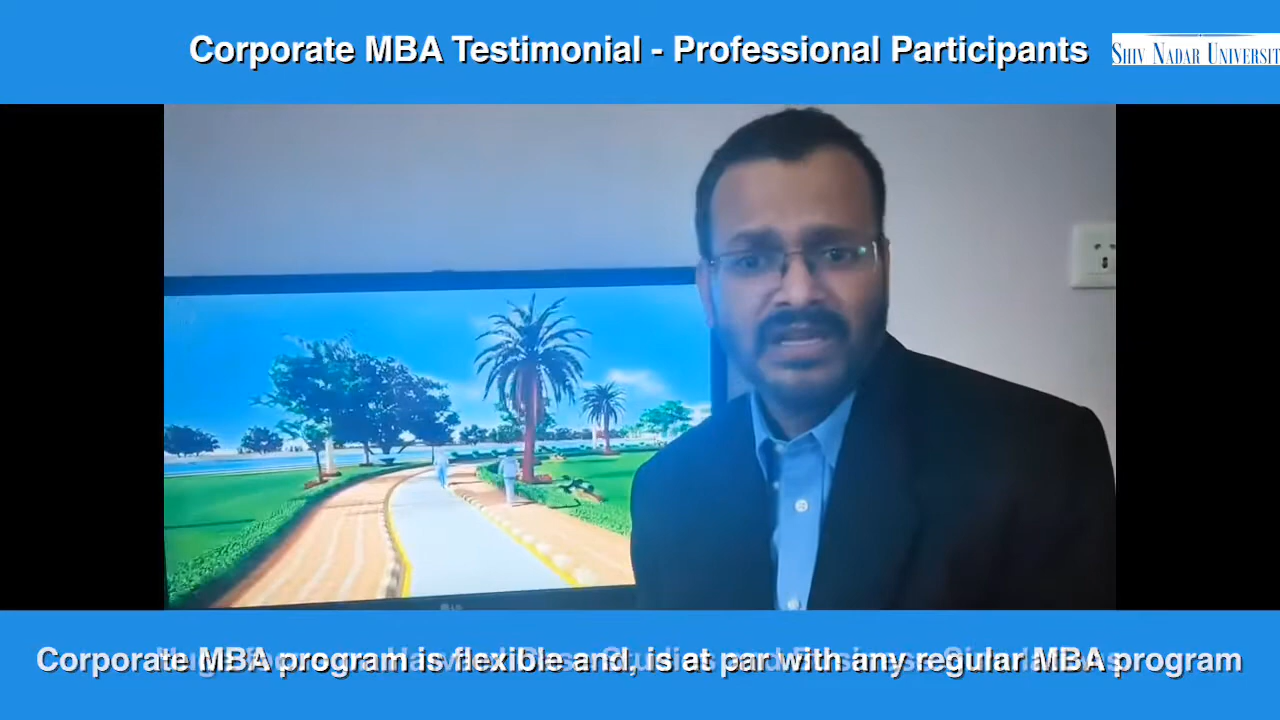 Corporate MBA Testimonial - Professional Participants
SHIV NADAR UNIVERSIT
LG
Corporate MBA program is flexible and, is at par with any regular MBA program